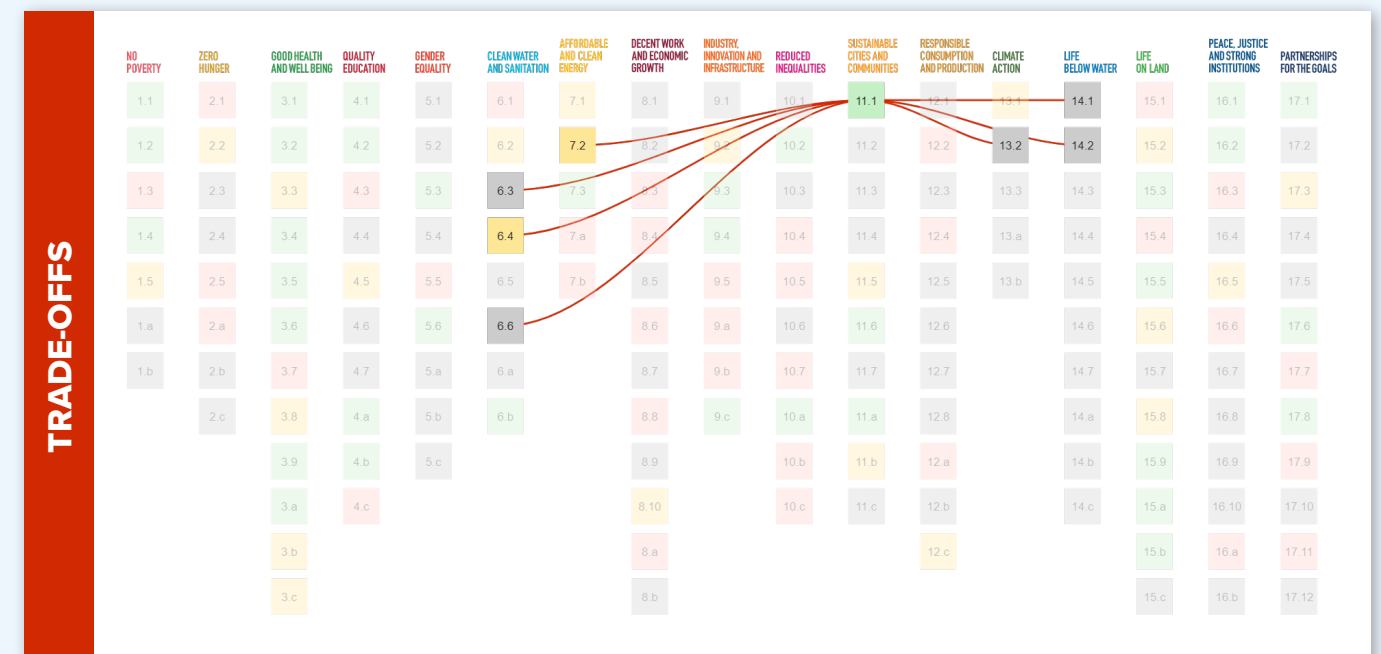 TRADE-OFFS
NO
POVERTY
ZERO
HUNGER
GOOD HEALTH
AND WELL BEING
QUALITY
EDUCATION
GENDER
EQUALITY
CLEAN WATER
AND SANITATION
AFFORDABLE
AND CLEAN
ENERGY
DECENT WORK
AND ECONOMIC
GROWTH
INDUSTRY,
INNOVATION AND
INFRASTRUCTURE
REDUCED
INEQUALITIES
SUSTAINABLE
CITIES AND
COMMUNITIES
RESPONSIBLE
CONSUMPTION
AND PRODUCTION
CLIMATE
ACTION
LIFE
BELOW WATER
LIFE
ON LAND
PEACE, JUSTICE
AND STRONG
INSTITUTIONS
PARTNERSHIPS
FOR THE GOALS
1.1 2.1 3.1 4.1 5.1 6.1 7.1 8.1 9.1 10.1 11.1 12.1 13.1 14.1 15.1 16.1 17.1
1.2 2.2 3.2 4.2 5.2 6.2 7.2 8.2 9.2 10.2 11.2 12.2 13.2 14.2 15.2 16.2 17.2
1.3 2.3 3.3 4.3 5.3 6.3 7.3 8.3 9.3 10.3 11.3 12.3 13.3 14.3 15.3 16.3 17.3
1.4 2.4 3.4 4.4 5.4 6.4 7.a 8.4 9.4 10.4 11.4 12.4 13.a 14.4 15.4 16.4 17.4
1.5 2.5 3.5 4.5 5.5 6.5 7.b 8.5 9.5 10.5 11.5 12.5 13.b 14.5 15.5 16.5 17.5
1.a 2.a 3.6 4.6 5.6 6.6 8.6 9.a 10.6 11.6 12.6 14.6 15.6 16.6 17.6
1.b 2.b 3.7 4.7 5.a 6.a 8.7 9.b 10.7 11.7 12.7 14.7 15.7 16.7 17.7
2.c 3.8 4.a 5.b 6.b 8.8 9.c 10.a 11.a 12.8 14.a 15.8 16.8 17.8
3.9 4.b 5.c 8.9 10.b 11.b 12.a 14.b 15.9 16.9 17.9
3.a 4.c 8.10 10.c 11.c 12.b 14.c 15.a 16.10 17.10
3.b 8.a 12.c 15.b 16.a 17.11
3.c 8.b 15.c 16.b 17.12